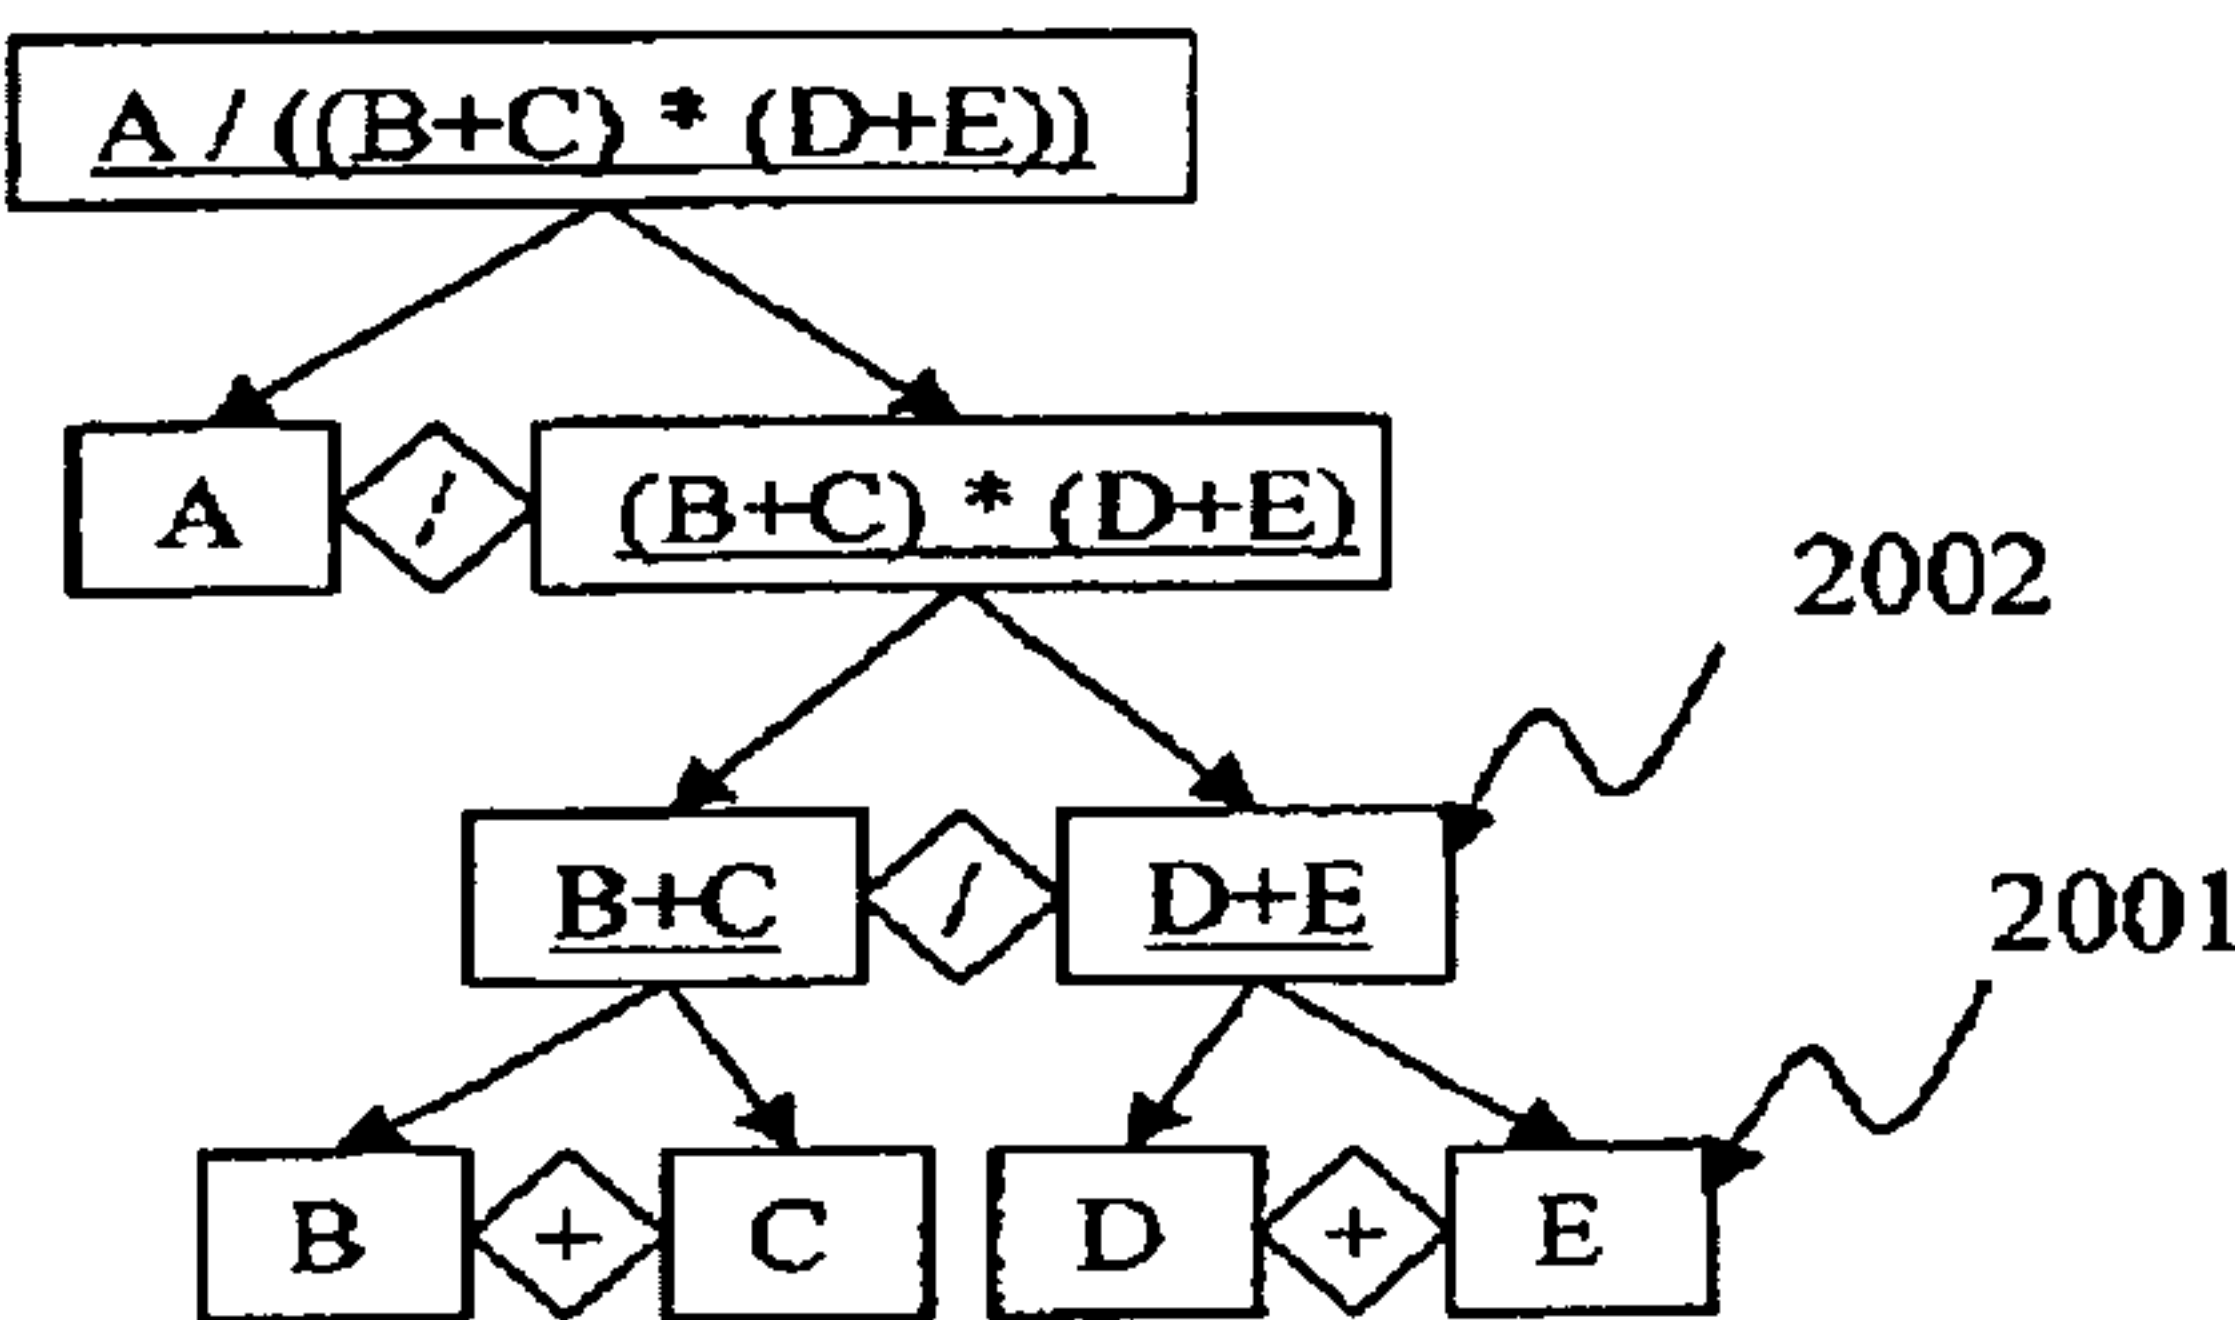 A / ((B+C) * (D+E))
A / (B+C) * (D+E)
2002
B+C / D+E
2001
B + C D + E